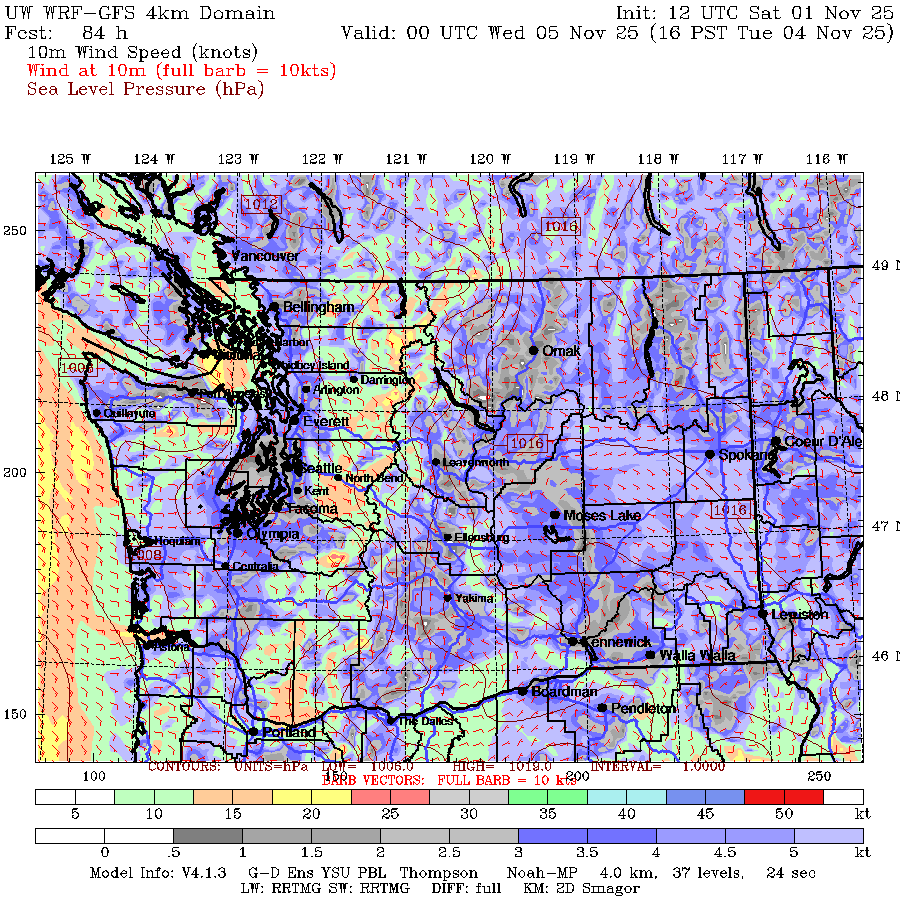 UW WRF-GFS 4km Domain Init: 12 UTC Sat 01 Nov 25
Fcst: 84 h Valid: 00 UTC Wed 05 Nov 25 (16 PST Tue 04 Nov 25)
10m Wind Speed (knots)
Wind at 10m (full barb = 10kts)
Sea Level Pressure (hPa)
125 W 124 W 123 W 122 W 121 W 120 W 119 W 118 W 117 W 116 W
1012
1016
250
Vancouver
49 N
Bellingham
Omak
1006
Darrington
Arlington
48 N
Quillayute
Everett
1016
Coeur D'Alene
Spokane
Leavenworth
200
Seattle
North Bend
Kent
Tacoma
1016
Moses Lake
47 N
Olympia
Hoquiam
Ellensburg
1008
Centralia
Yakima
Lewiston
Kennewick
Astoria
Walla Walla
46 N
Boardman
Pendleton
150
The Dalles
Portland
CONTOURS: UNITS=hPa LOW= 1006.0 HIGH= 1019.0 INTERVAL= 1.0000
100 150 200 250
BARB VECTORS: FULL BARB = 10 kts
5 10 15 20 25 30 35 40 45 50 kt
0 .5 1 1.5 2 2.5 3 3.5 4 4.5 5 kt
Model Info: V4.1.3 G-D Ens YSU PBL Thompson Noah-MP 4.0 km, 37 levels, 24 sec
LW: RRTMG SW: RRTMG DIFF: full KM: 2D Smagor